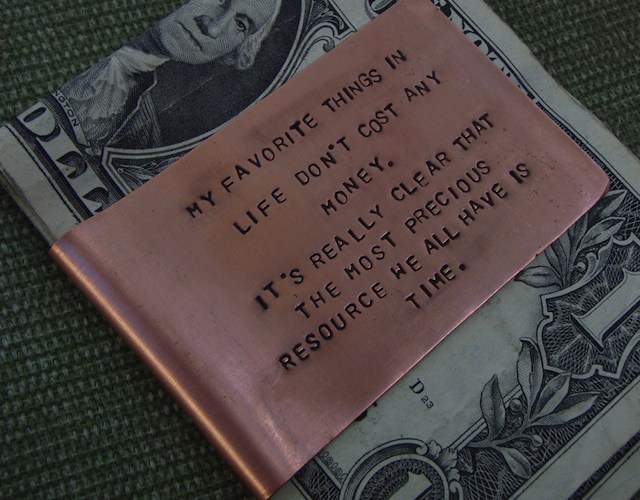 MY FAVORITE THINGS IN
LIFE DON'T COST ANY
MONEY.
IT'S REALLY CLEAR THAT
THE MOST PRECIOUS
RESOURCE WE ALL HAVE IS
TIME.
D 23